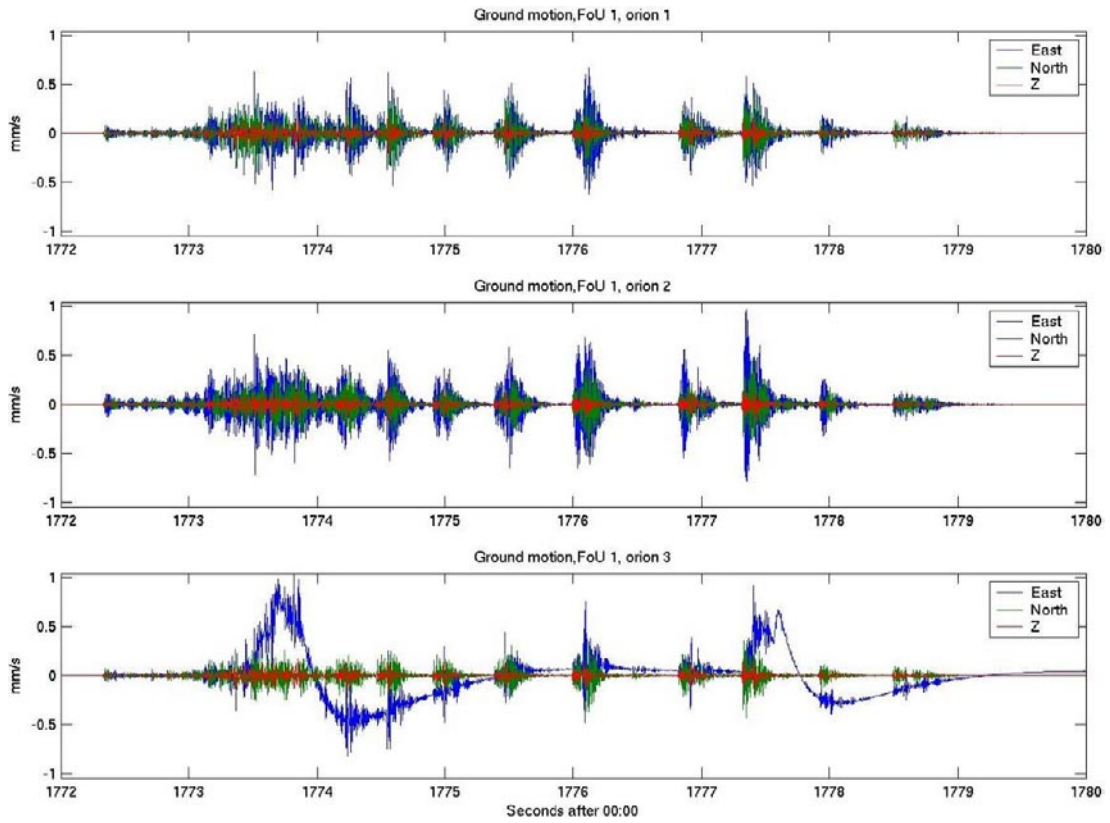 Ground motion,FoU 1, orion 1
1
0.5
0
-0.5
-1
mm/s
East
North
Z
1772 1773 1774 1775 1776 1777 1778 1779 1780
Ground motion,FoU 1, orion 2
1
0.5
0
-0.5
-1
mm/s
East
North
Z
1772 1773 1774 1775 1776 1777 1778 1779 1780
Ground motion,FoU 1, orion 3
1
0.5
0
-0.5
-1
mm/s
East
North
Z
1772 1773 1774 1775 1776 1777 1778 1779 1780
Seconds after 00:00